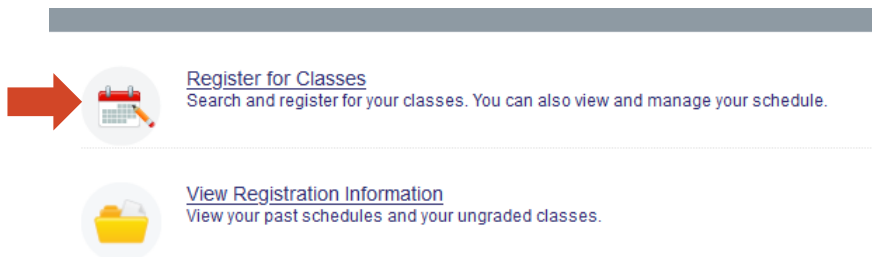 Register for Classes
Search and register for your classes. You can also view and manage your schedule.
View Registration Information
View your past schedules and your ungraded classes.